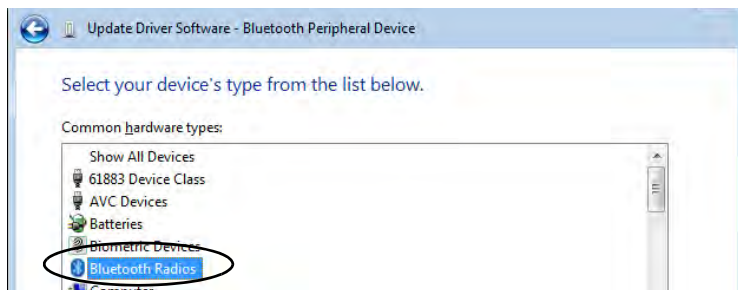 Update Driver Software - Bluetooth Peripheral Device
Select your device's type from the list below.
Common hardware types:
Show All Devices
61883 Device Class
AVC Devices
Batteries
Biometric Devices
Bluetooth Radios
Computer